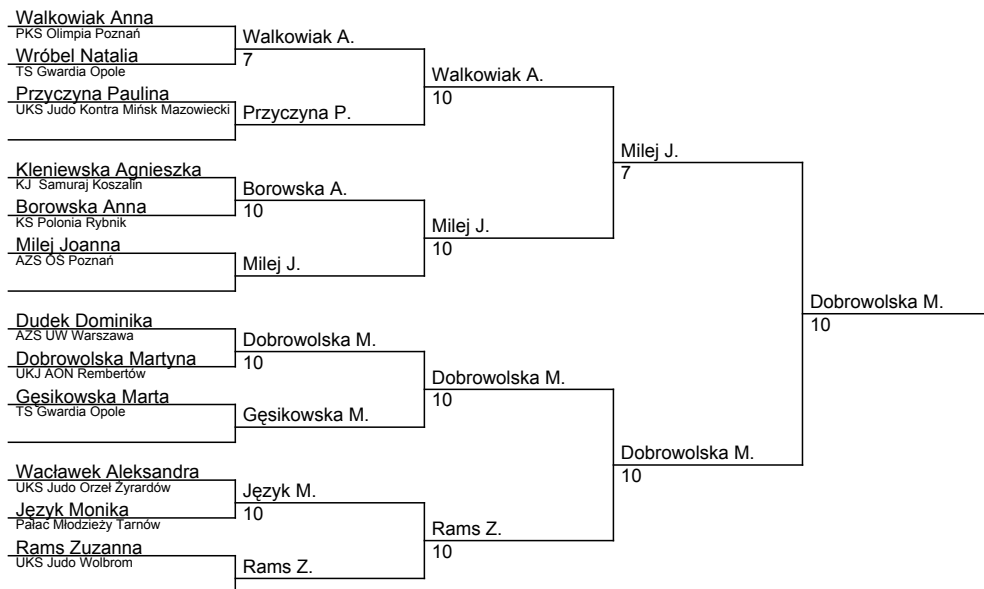 Walkowiak Anna
PKS Olimpia Poznań
Wróbel Natalia
TS Gwardia Opole
Przyczyna Paulina
UKS Judo Kontra Mińsk Mazowiecki
Kleniewska Agnieszka
KJ Samuraj Koszalin
Borowska Anna
KS Polonia Rybnik
Milej Joanna
AZS OŚ Poznań
Dudek Dominika
AZS UW Warszawa
Dobrowolska Martyna
UKJ AON Rembertów
Gęsikowska Marta
TS Gwardia Opole
Wacławek Aleksandra
UKS Judo Orzeł Żyrardów
Język Monika
Pałac Młodzieży Tarnów
Rams Zuzanna
UKS Judo Wolbrom
Walkowiak A.
7
Przyczyna P.
Borowska A.
10
Milej J.
Dobrowolska M.
10
Gęsikowska M.
Język M.
10
Rams Z.
Walkowiak A.
10
Milej J.
10
Dobrowolska M.
10
Rams Z.
10
Milej J.
7
Dobrowolska M.
10
Dobrowolska M.
10